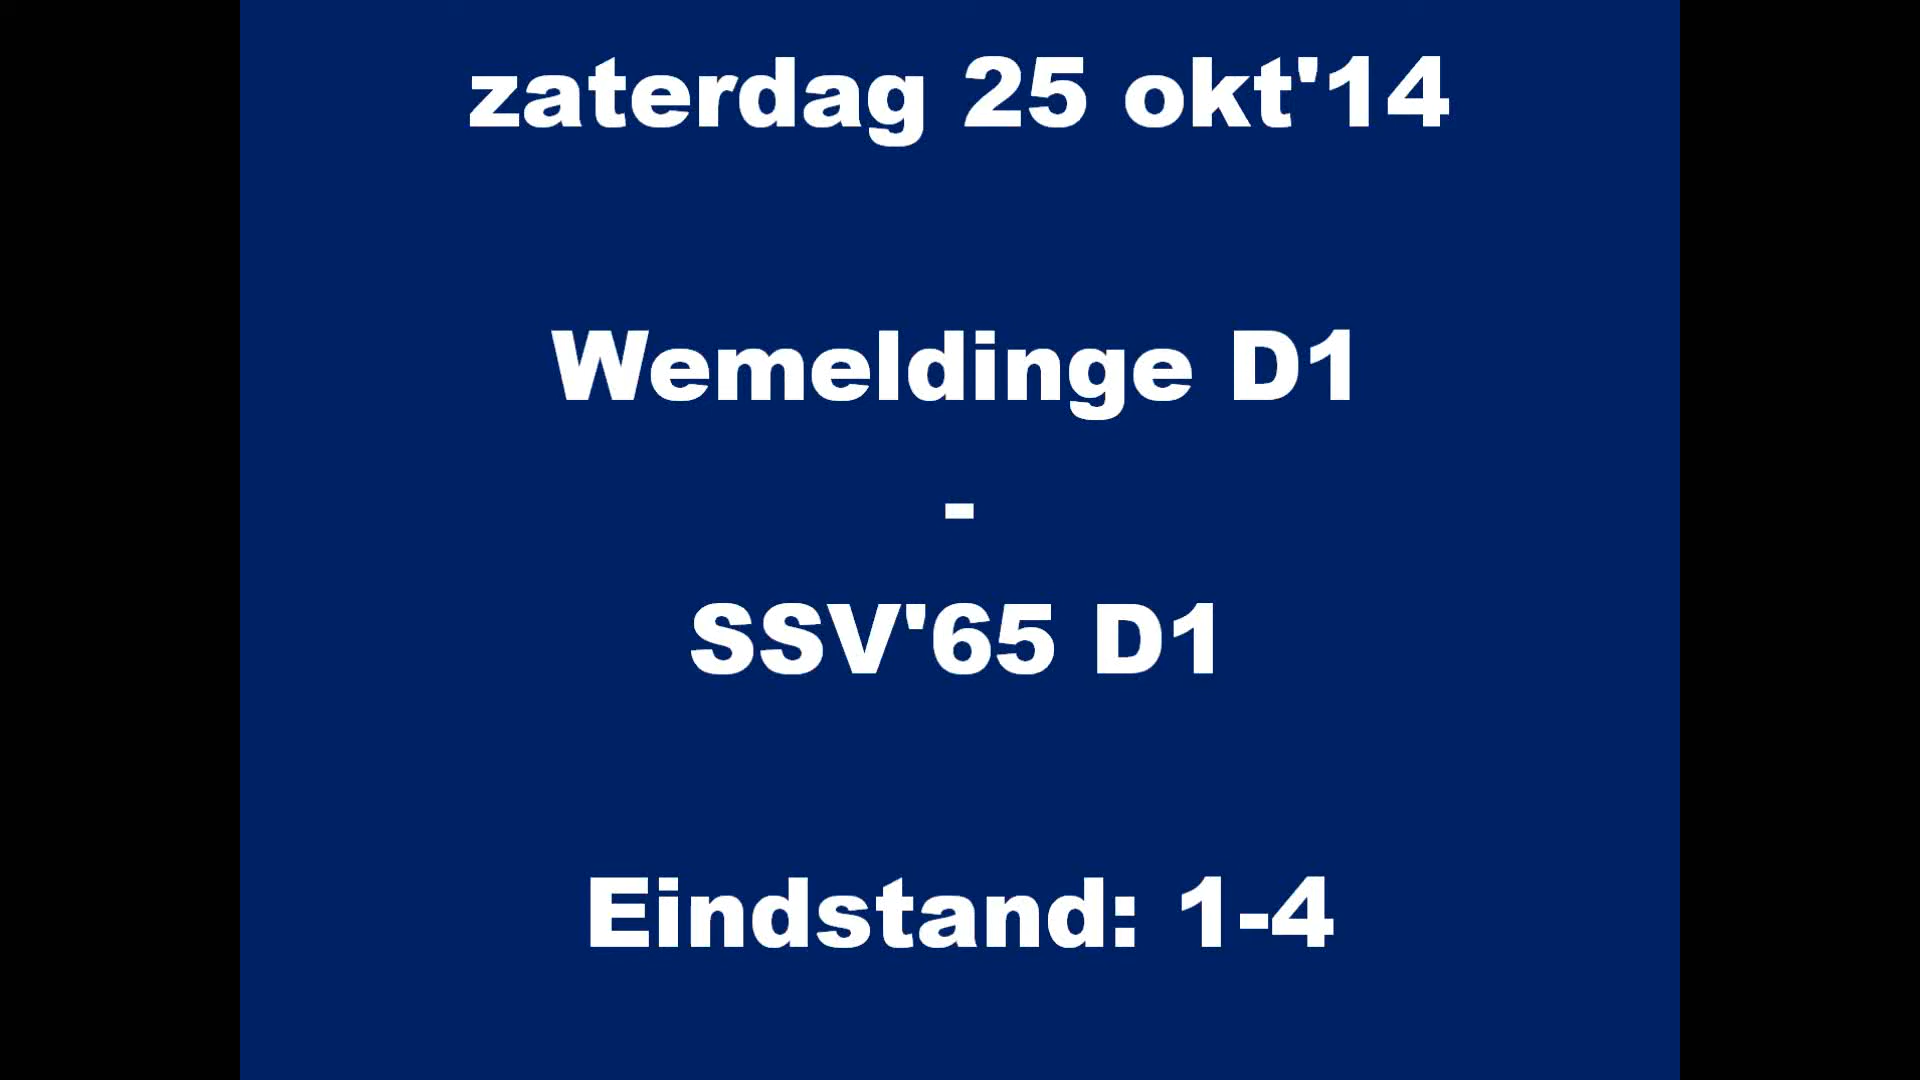 zaterdag 25 okt'14
Wemeldinge D1
-
SSV'65 D1
Eindstand: 1-4